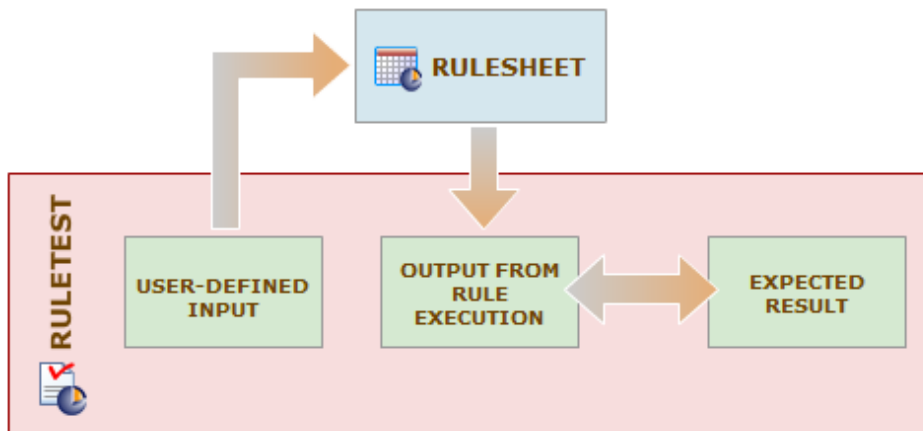 RULESHEET
RULETEST
USER-DEFINED
INPUT
OUTPUT FROM
RULE
EXECUTION
EXPECTED
RESULT